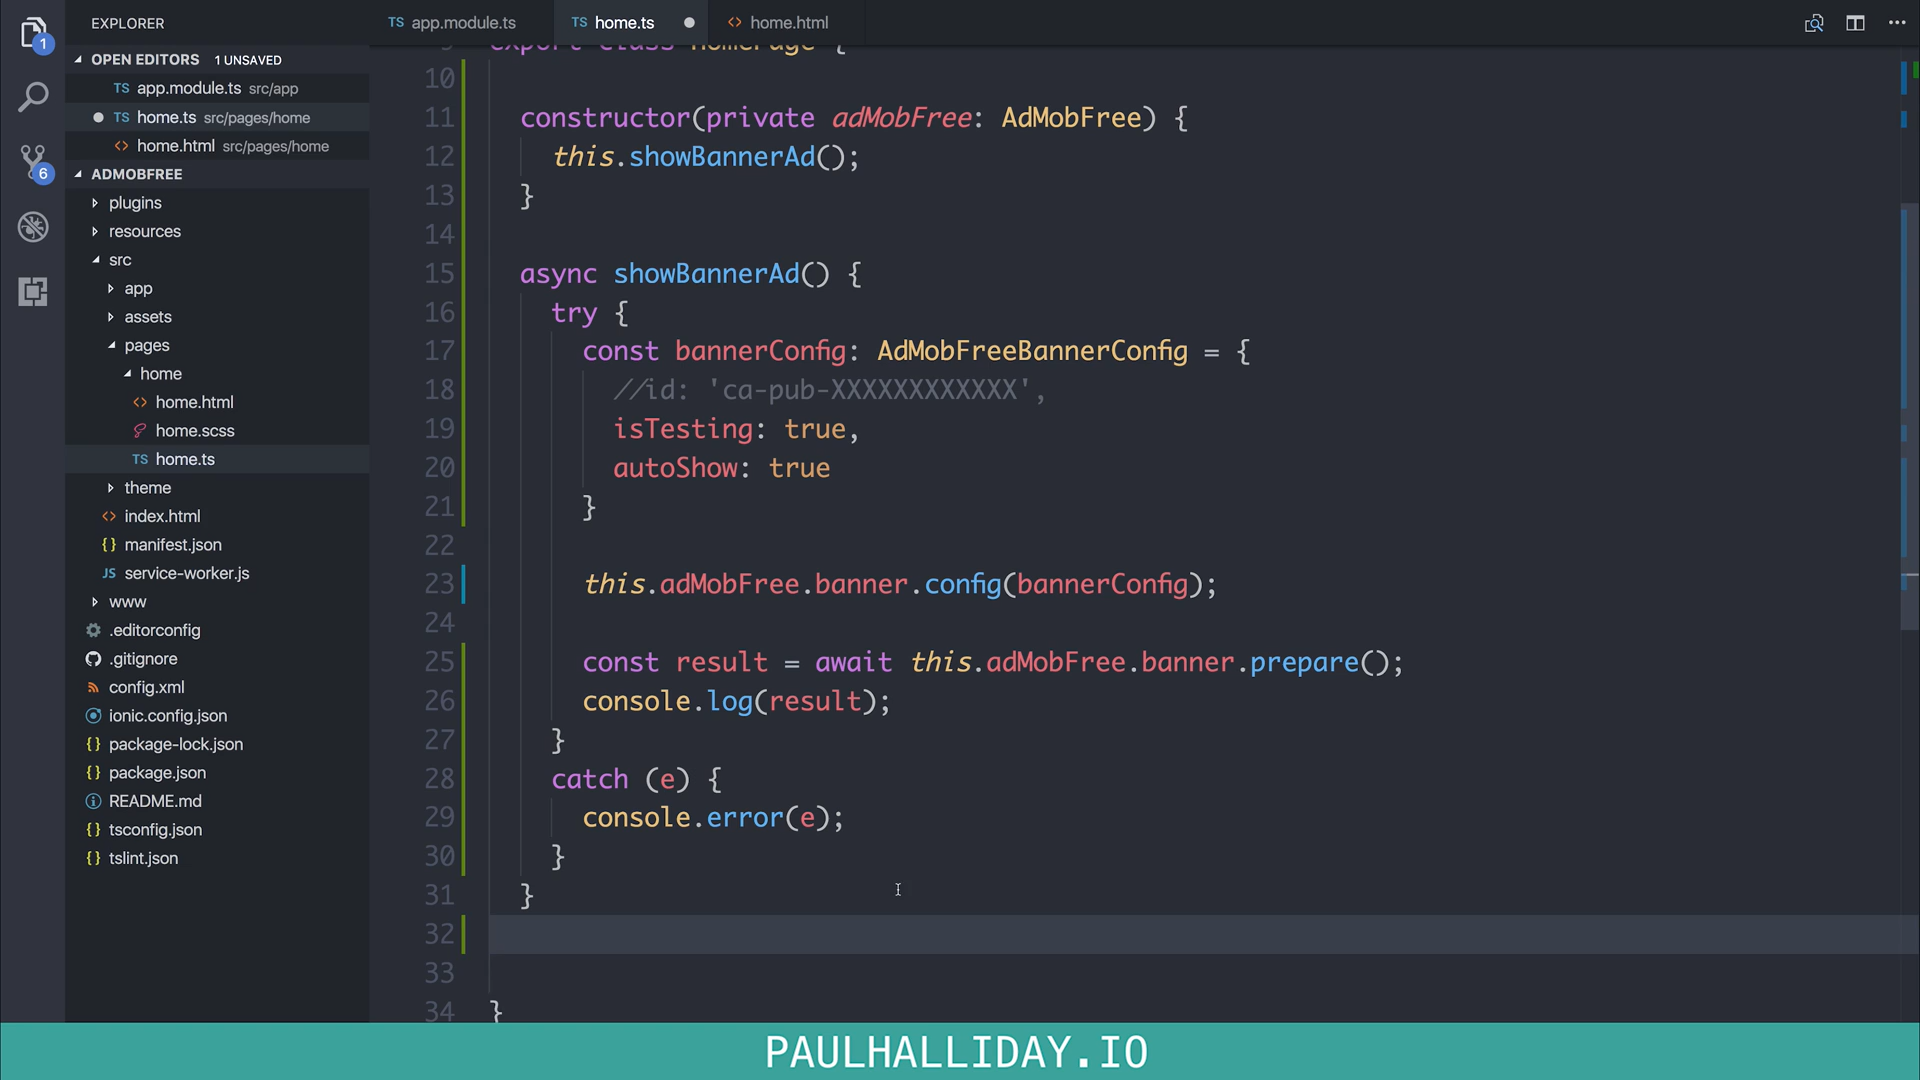 EXPLORER
OPEN EDITORS 1 UNSAVED
TS app.module.ts src/app
TS home.ts src/pages/home
<> home.html src/pages/home
ADMOBFREE
plugins
resources
src
app
assets
pages
home
<> home.html
home.scss
TS home.ts
theme
<> index.html
{} manifest.json
JS service-worker.js
www
.editorconfig
.gitignore
config.xml
ionic.config.json
{} package-lock.json
{} package.json
README.md
{} tsconfig.json
{} tslint.json
1
6
TS app.module.ts
TS home.ts
<> home.html
9 export class HomePage {
10
11 constructor(private adMobFree: AdMobFree) {
12 this.showBannerAd();
13 }
14
15 async showBannerAd() {
16 try {
17 const bannerConfig: AdMobFreeBannerConfig = {
18 //id: 'ca-pub-XXXXXXXXXXXX',
19 isTesting: true,
20 autoShow: true
21 }
22
23 this.adMobFree.banner.config(bannerConfig);
24
25 const result = await this.adMobFree.banner.prepare();
26 console.log(result);
27 }
28 catch (e) {
29 console.error(e);
30 }
31 }
32
33
34 }
PAULHALLIDAY.IO